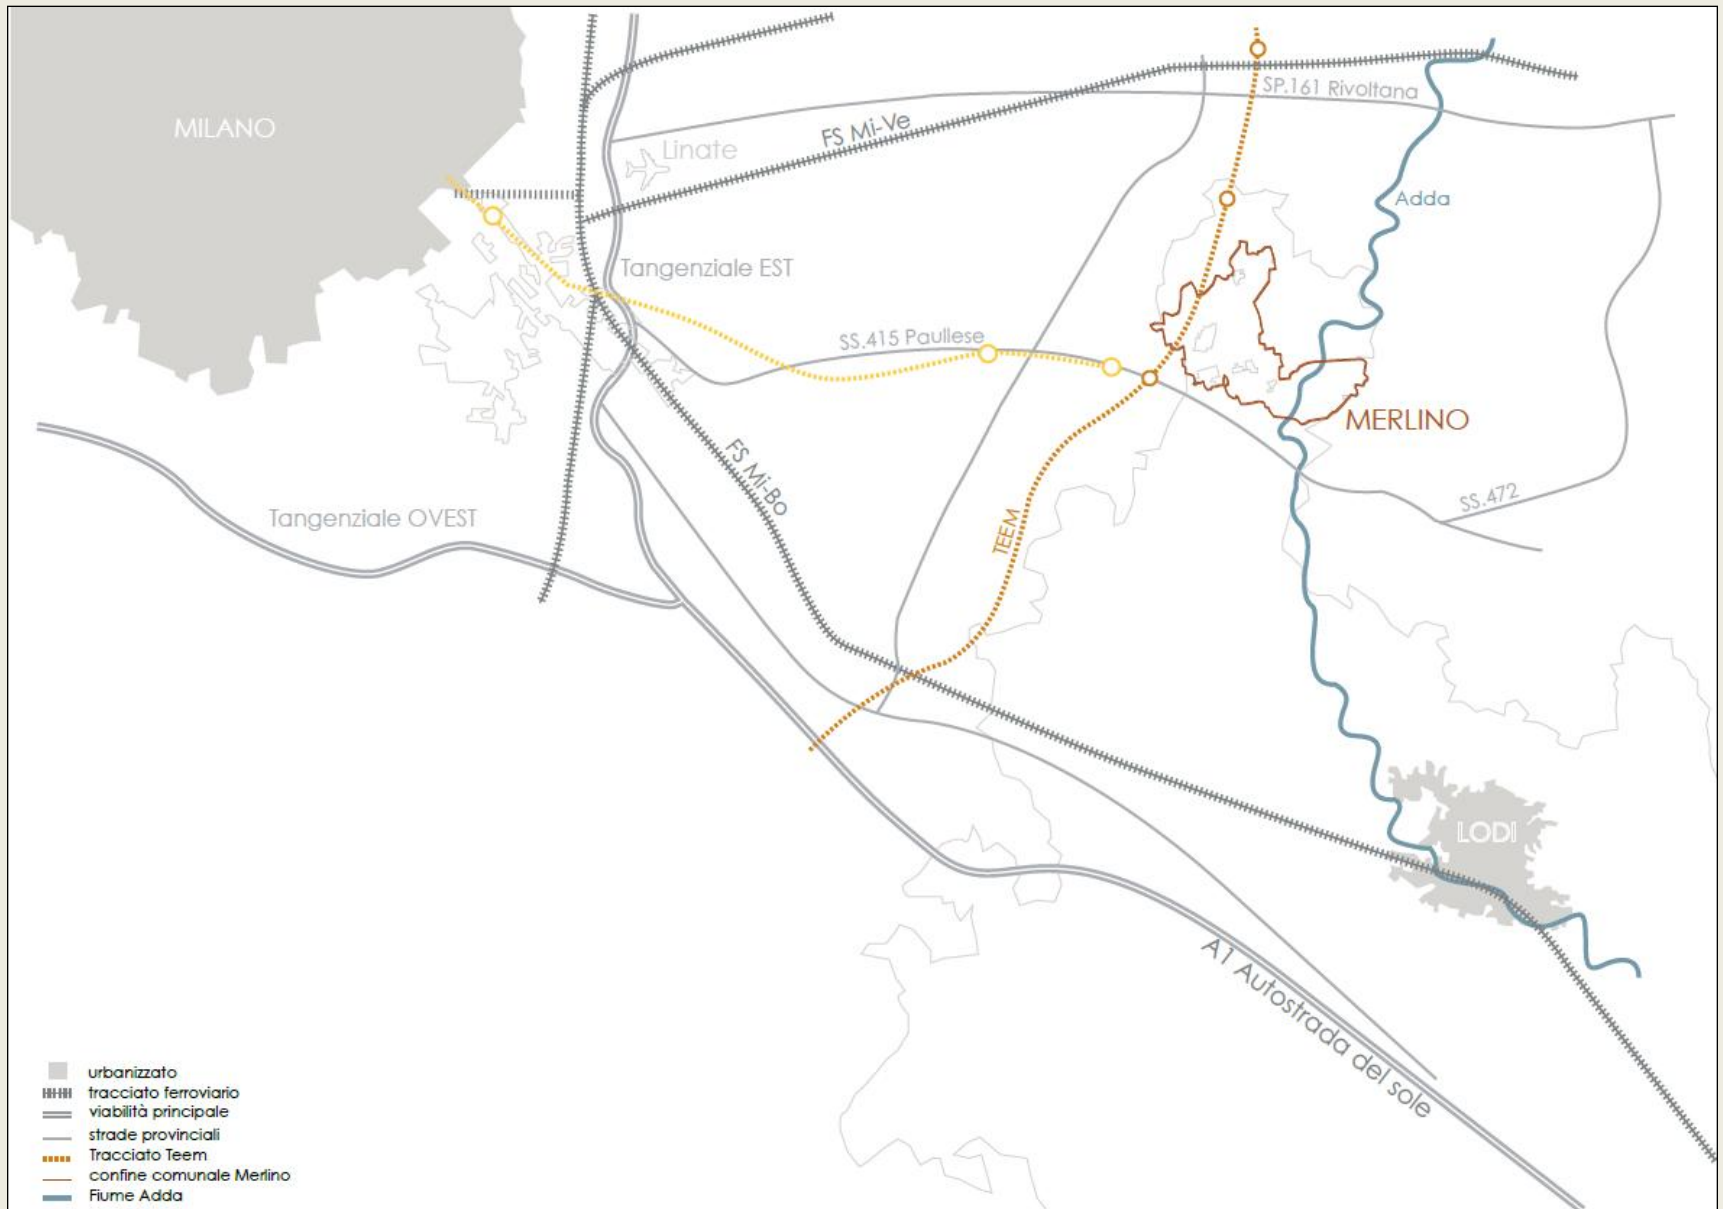 MILANO
SP.161 Rivoltana
FS Mi-Ve
Linate
Adda
Tangenziale EST
SS.415 Paullese
MERLINO
FS Mi-Bo
SS.472
Tangenziale OVEST
TEEM
LODI
A1 Autostrada del sole
urbanizzato
tracciato ferroviario
viabilità principale
strade provinciali
Tracciato Teem
confine comunale Merlino
Fiume Adda